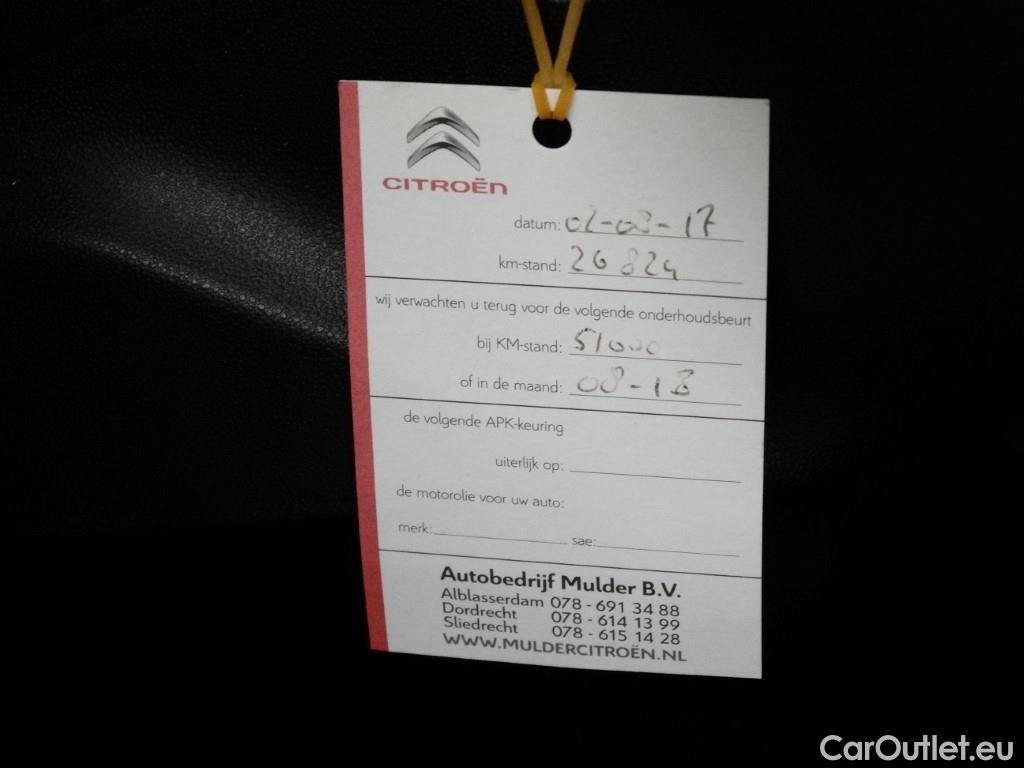 CITROËN
datum: 02-08-17
km-stand: 26824
wij verwachten u terug voor de volgende onderhoudsbeurt
bij KM-stand: 51000
of in de maand: 08-18
de volgende APK-keuring
uiterlijk op:
de motorolie voor uw auto:
merk: sae:
Autobedrijf Mulder B.V.
Alblasserdam 078 - 691 34 88
Dordrecht 078 - 614 13 99
Sliedrecht 078 - 615 14 28
WWW.MULDERCITROËN.NL
CarOutlet.eu